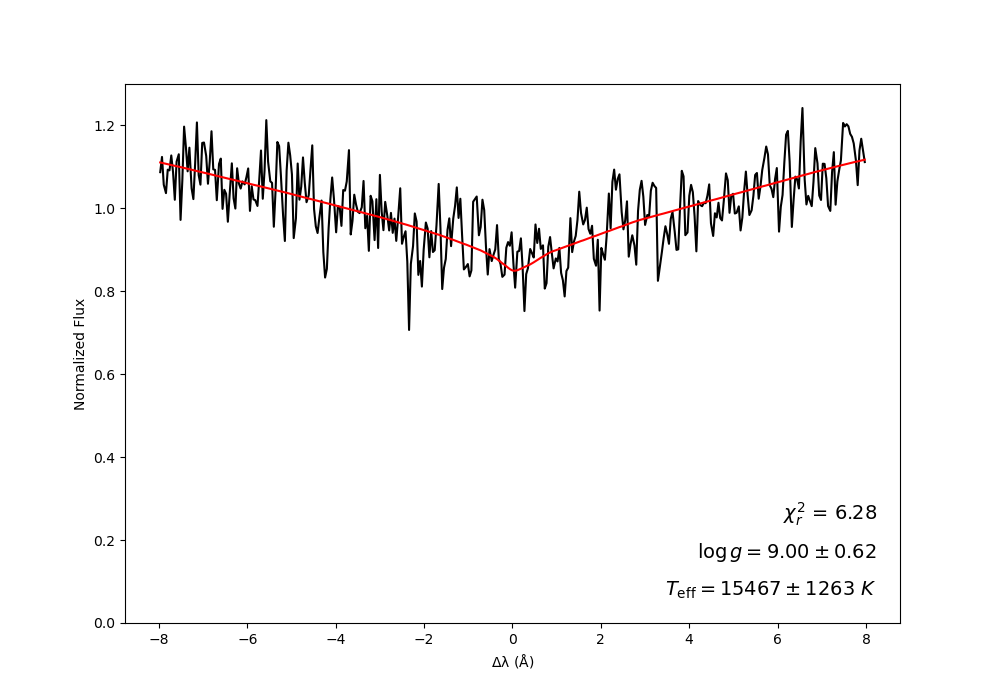 1.2
1.0
0.8
0.6
0.4
0.2
0.0
Normalized Flux
χ²ᵣ = 6.28
log g = 9.00 ± 0.62
T_eff = 15467 ± 1263 K
−8 −6 −4 −2 0 2 4 6 8
Δλ (Å)